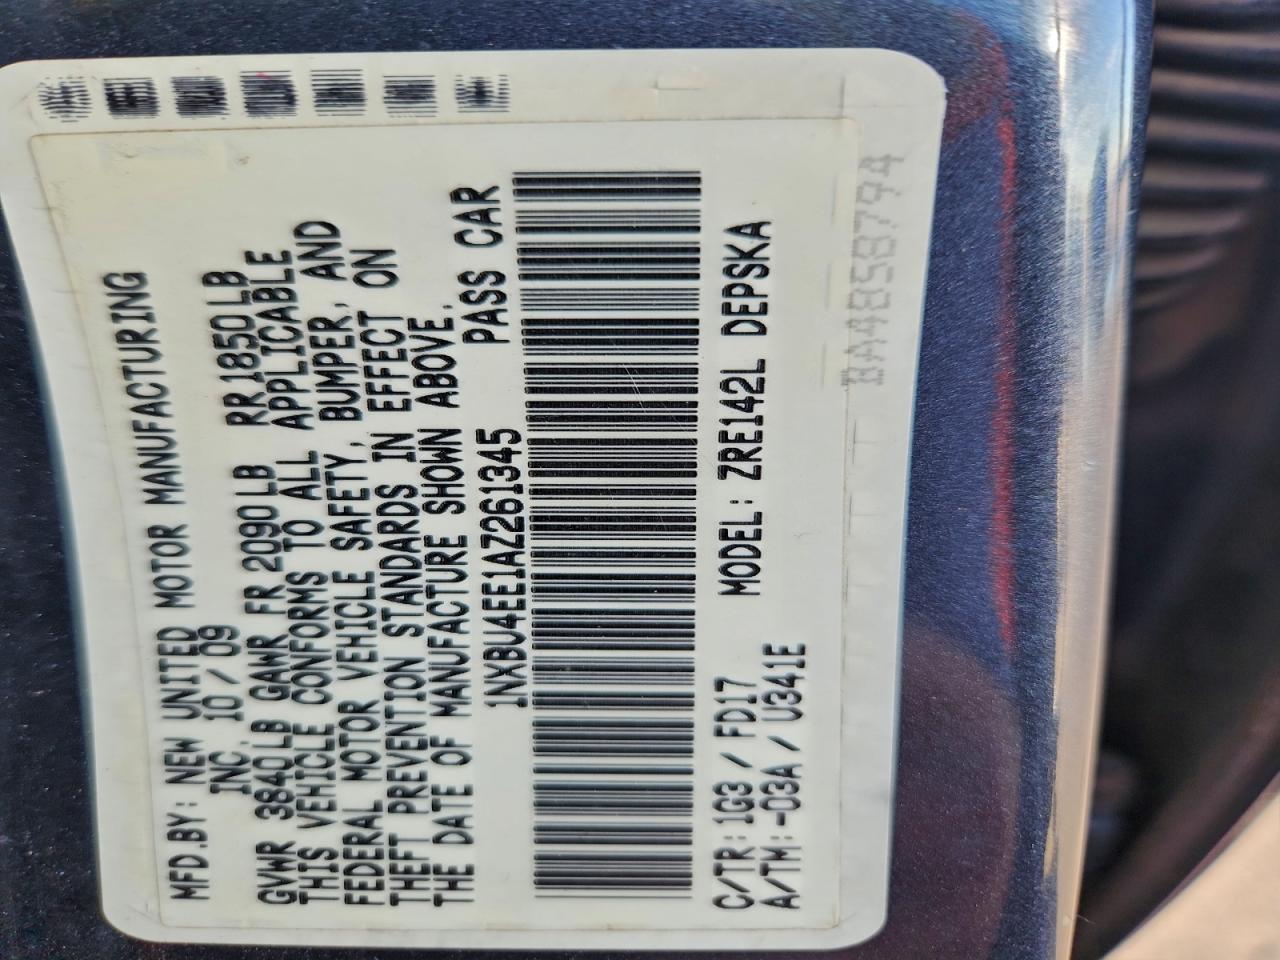 MFD.BY: NEW UNITED MOTOR MANUFACTURING
INC. 10 / 09
GVWR 3840LB GAWR FR 2090LB RR1850LB
THIS VEHICLE CONFORMS TO ALL APPLICABLE
FEDERAL MOTOR VEHICLE SAFETY, BUMPER, AND
THEFT PREVENTION STANDARDS IN EFFECT ON
THE DATE OF MANUFACTURE SHOWN ABOVE.
1NXBU4EE1AZ261345 PASS CAR
C/TR: 1G3 / FD17 MODEL: ZRE142L DEPSKA
A/TM:-03A / U341E
BA4858794